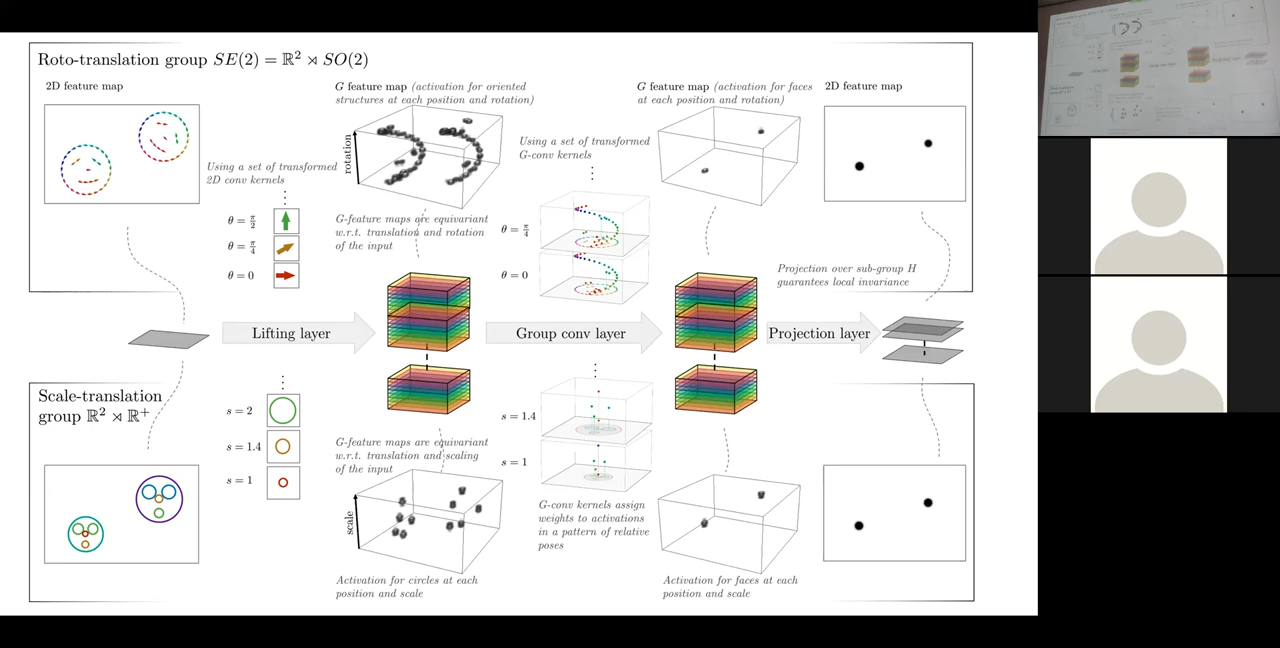 Roto-translation group SE(2) = ℝ² ⋊ SO(2)
2D feature map
G feature map (activation for oriented
structures at each position and rotation)
G feature map (activation for faces
at each position and rotation)
2D feature map
Using a set of transformed
2D conv kernels
rotation
Using a set of transformed
G-conv kernels
θ = π/2
θ = π/4
θ = 0
G-feature maps are equivariant
w.r.t. translation and rotation
of the input
θ = π/4
θ = 0
Projection over sub-group H
guarantees local invariance
Lifting layer
Group conv layer
Projection layer
Scale-translation
group ℝ² ⋊ ℝ⁺
s = 2
s = 1.4
s = 1
G-feature maps are equivariant
w.r.t. translation and scaling
of the input
s = 1.4
s = 1
scale
G-conv kernels assign
weights to activations
in a pattern of relative
poses
Activation for circles at each
position and scale
Activation for faces at each
position and scale